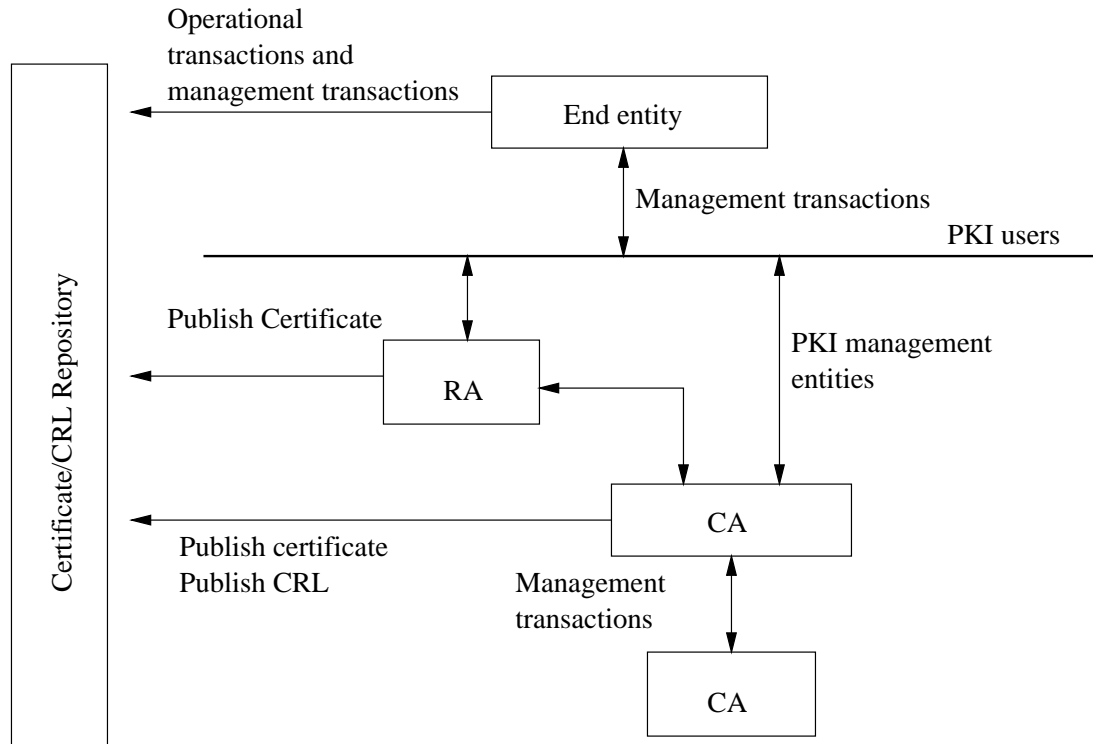 Operational
transactions and
management transactions
End entity
Management transactions
PKI users
Certificate/CRL Repository
Publish Certificate
PKI management
entities
RA
CA
Publish certificate
Publish CRL
Management
transactions
CA